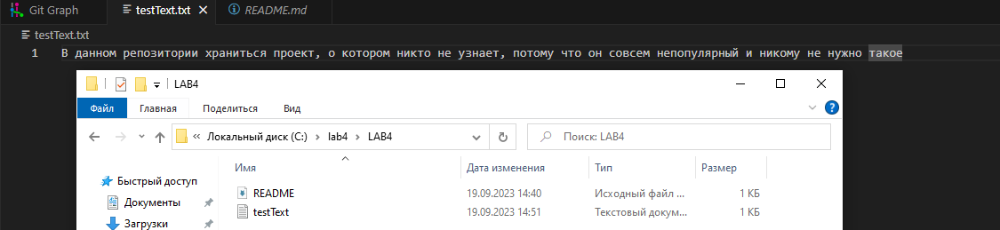 Git Graph
testText.txt
README.md
testText.txt
1 В данном репозитории храниться проект, о котором никто не узнает, потому что он совсем непопулярный и никому не нужно такое
LAB4
Файл Главная Поделиться Вид
« Локальный диск (C:) › lab4 › LAB4
Поиск: LAB4
Имя Дата изменения Тип Размер
Быстрый доступ
Документы
Загрузки
README 19.09.2023 14:40 Исходный файл ... 1 КБ
testText 19.09.2023 14:51 Текстовый докум... 1 КБ